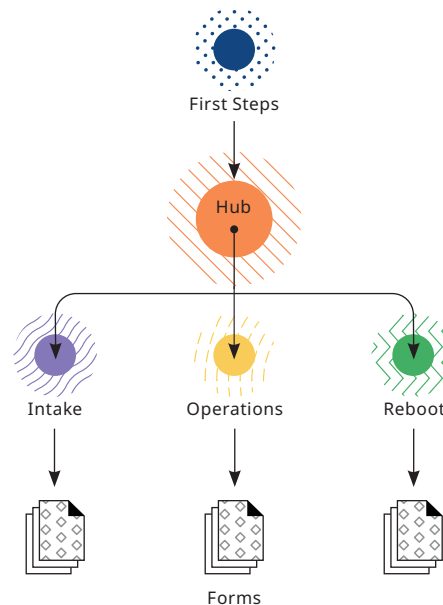 First Steps
Hub
Intake
Operations
Reboot
Forms